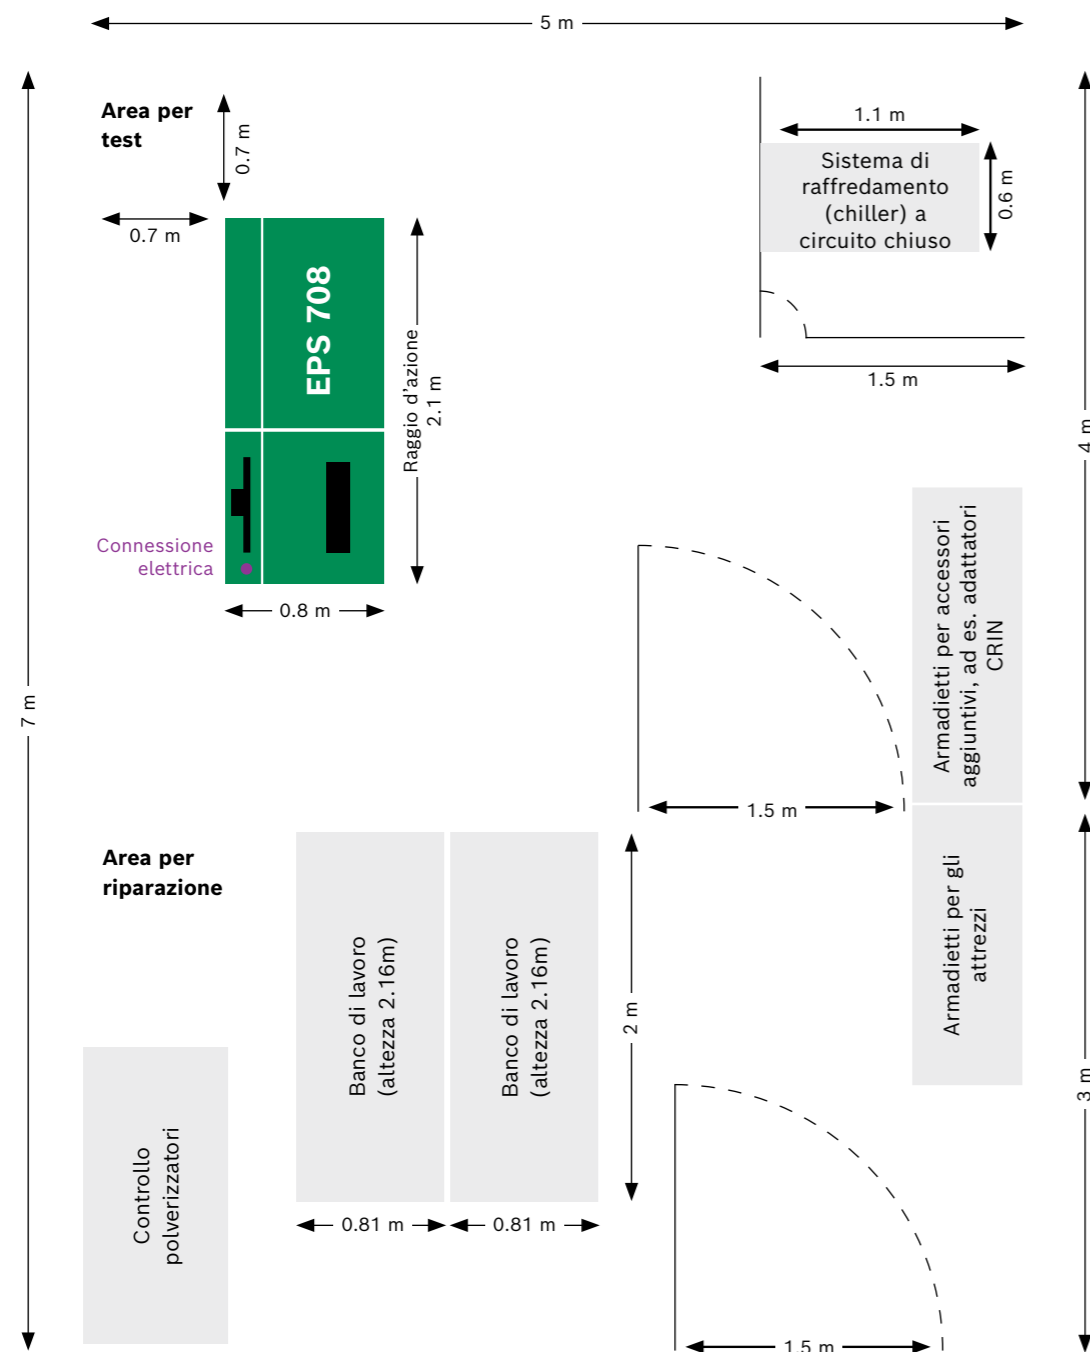 5 m
Area per
test
0.7 m
0.7 m
1.1 m
Sistema di
raffredamento
(chiller) a
circuito chiuso
0.6 m
1.5 m
EPS 708
Raggio d'azione
2.1 m
Connessione
elettrica
0.8 m
4 m
7 m
Armadietti per accessori
aggiuntivi, ad es. adattatori
CRIN
1.5 m
Area per
riparazione
Banco di lavoro
(altezza 2.16m)
Banco di lavoro
(altezza 2.16m)
2 m
Armadietti per gli
attrezzi
3 m
Controllo
polverizzatori
0.81 m
0.81 m
1.5 m